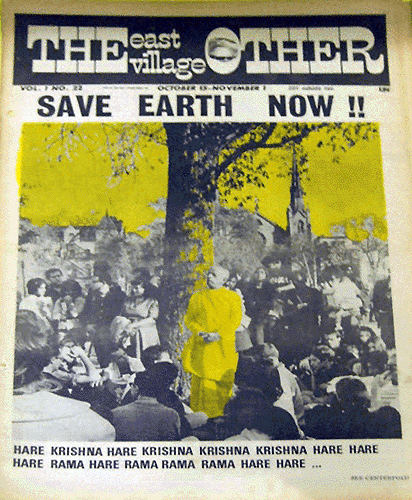 THE east village OTHER
VOL. 1 NO. 22 OCTOBER 15-NOVEMBER 1 15¢
SAVE EARTH NOW !!
HARE KRISHNA HARE KRISHNA KRISHNA KRISHNA HARE HARE
HARE RAMA HARE RAMA RAMA RAMA HARE HARE ...
SEE CENTERFOLD